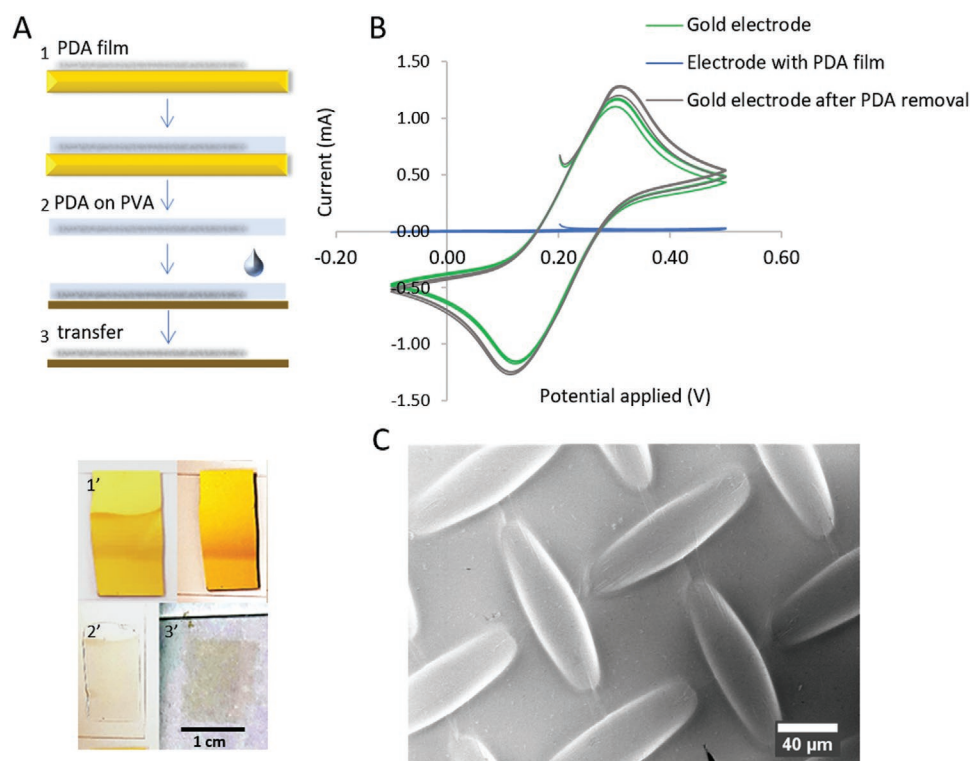 A
1 PDA film
2 PDA on PVA
3 transfer
1’
2’
3’
1 cm
B
Gold electrode
Electrode with PDA film
Gold electrode after PDA removal
Current (mA)
1.50
1.00
0.50
0.00
-0.50
-1.00
-1.50
-0.20
0.00
0.20
0.40
0.60
Potential applied (V)
C
40 µm